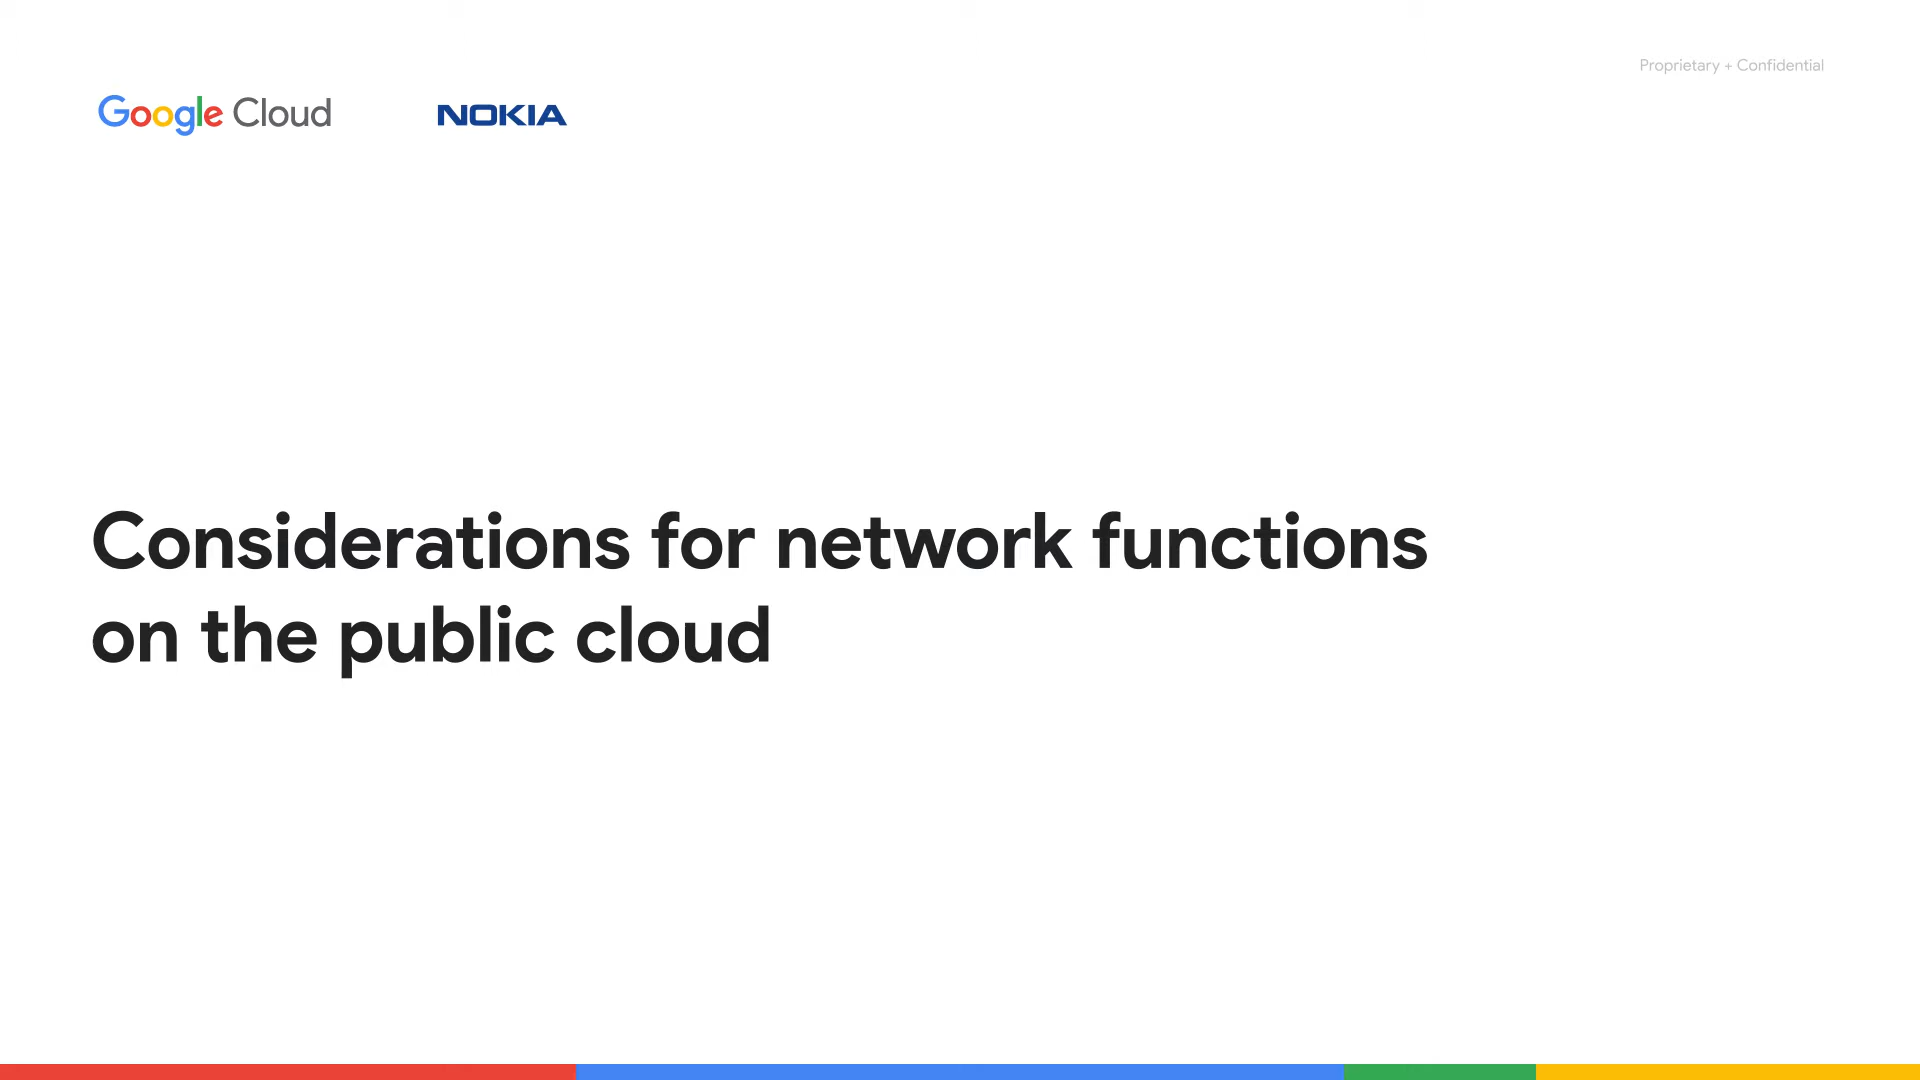 Proprietary + Confidential
Google Cloud
NOKIA
Considerations for network functions
on the public cloud